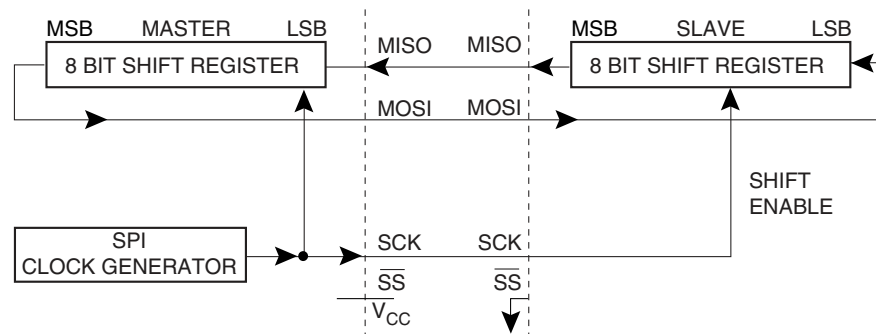 MSB MASTER LSB
8 BIT SHIFT REGISTER
MISO MISO
MSB SLAVE LSB
8 BIT SHIFT REGISTER
MOSI MOSI
SHIFT
ENABLE
SPI
CLOCK GENERATOR
SCK SCK
SS SS
VCC